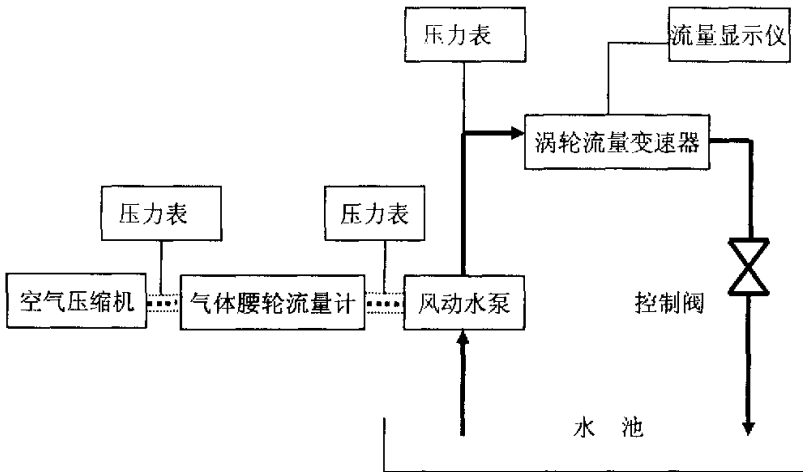 压力表
流量显示仪
涡轮流量变速器
压力表
压力表
空气压缩机
气体腰轮流量计
风动水泵
控制阀
水 池